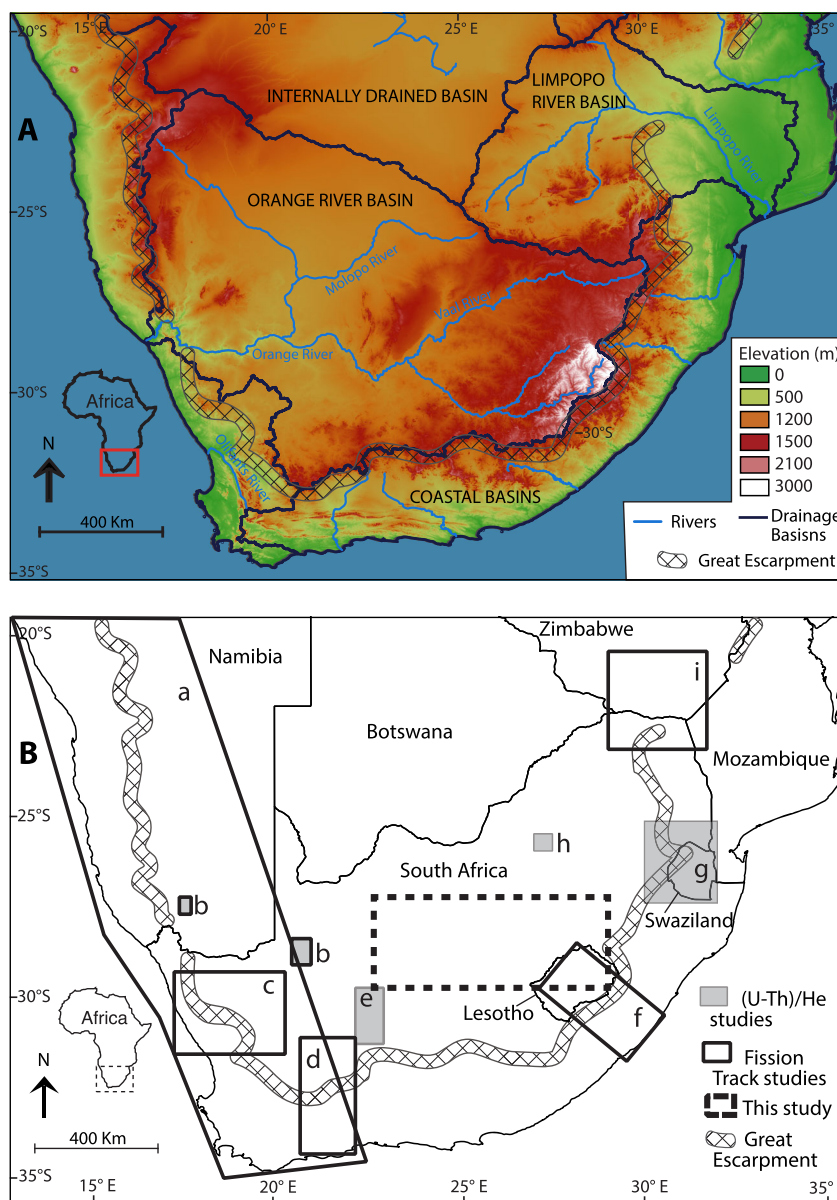 20°S
15°E
20° E
25°E
30°E
35°
INTERNALLY DRAINED BASIN
LIMPOPO
RIVER BASIN
Limpopo River
A
ORANGE RIVER BASIN
25°S
Molopo River
Vaal River
Orange River
30°S
Africa
N
400 Km
Olifants River
30°S
COASTAL BASINS
35°S
Elevation (m)
0
500
1200
1500
2100
3000
Rivers
Drainage
Basisns
Great Escarpment
20°S
Namibia
Zimbabwe
a
i
Botswana
Mozambique
B
25°S
South Africa
h
g
b
Swaziland
b
30°S
c
e
Lesotho
f
d
Africa
N
400 Km
(U-Th)/He
studies
Fission
Track studies
This study
Great
Escarpment
35°S
15° E
20° E
25° E
30° E
35°